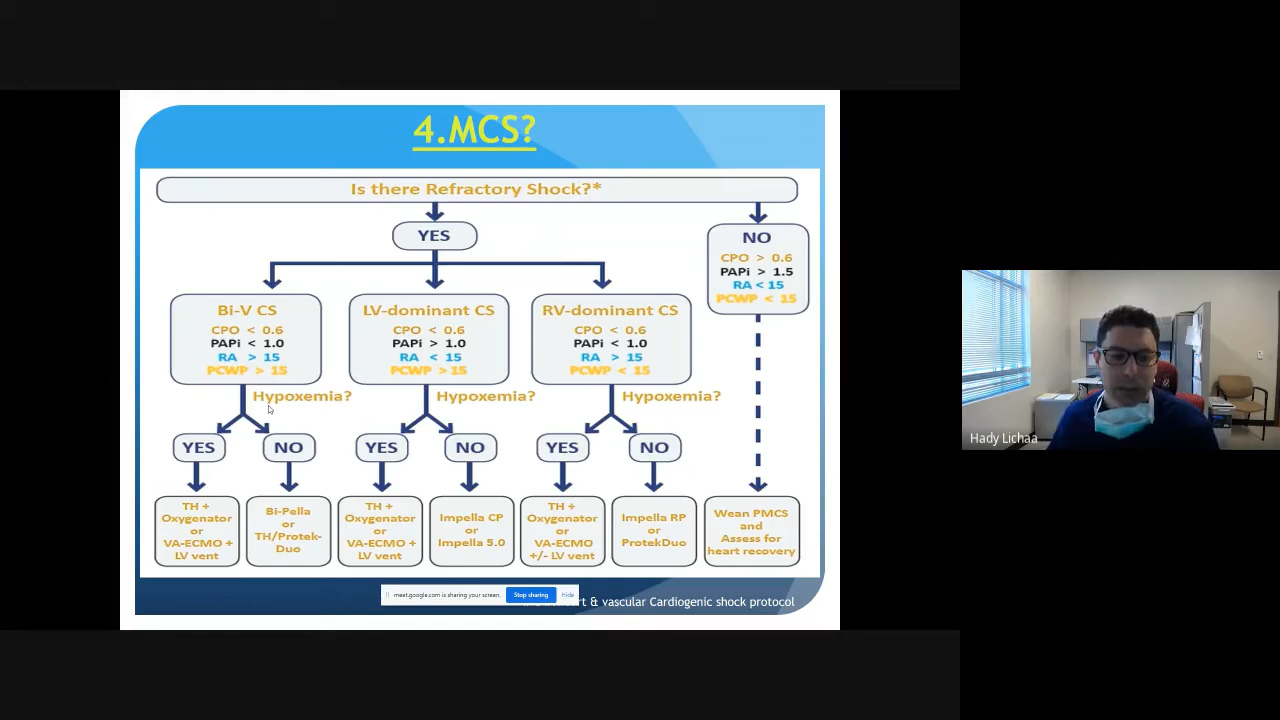 4.MCS?
Is there Refractory Shock?*
YES
NO
CPO > 0.6
PAPi > 1.5
RA < 15
PCWP < 15
Bi-V CS
CPO < 0.6
PAPi < 1.0
RA > 15
PCWP > 15
LV-dominant CS
CPO < 0.6
PAPi > 1.0
RA < 15
PCWP > 15
RV-dominant CS
CPO < 0.6
PAPi < 1.0
RA > 15
PCWP < 15
Hypoxemia?
Hypoxemia?
Hypoxemia?
YES
NO
YES
NO
YES
NO
TH +
Oxygenator
or
VA-ECMO +
LV vent
Bi-Pella
or
TH/Protek-
Duo
TH +
Oxygenator
or
VA-ECMO +
LV vent
Impella CP
or
Impella 5.0
TH +
Oxygenator
or
VA-ECMO
+/- LV vent
Impella RP
or
ProtekDuo
Wean PMCS
and
Assess for
heart recovery
meet.google.com is sharing your screen.
Stop sharing
Hide
& vascular Cardiogenic shock protocol
Hady Lichaa